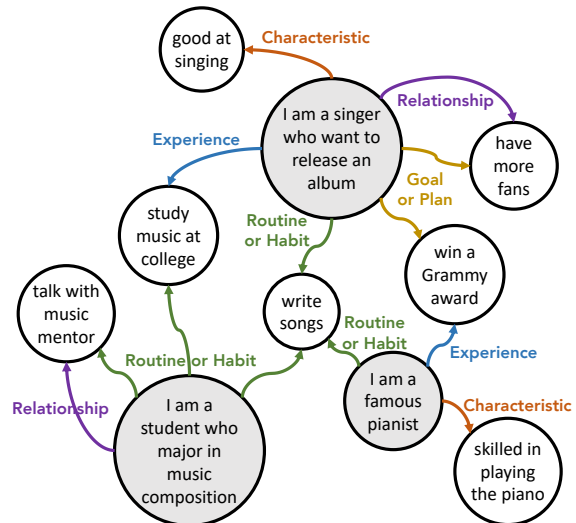 good at
singing
Characteristic
I am a singer
who want to
release an
album
Relationship
have
more
fans
Experience
Goal
or Plan
study
music at
college
Routine
or Habit
win a
Grammy
award
talk with
music
mentor
write
songs
Routine
or Habit
Routine or Habit
Experience
Relationship
I am a
student who
major in
music
composition
I am a
famous
pianist
Characteristic
skilled in
playing
the piano